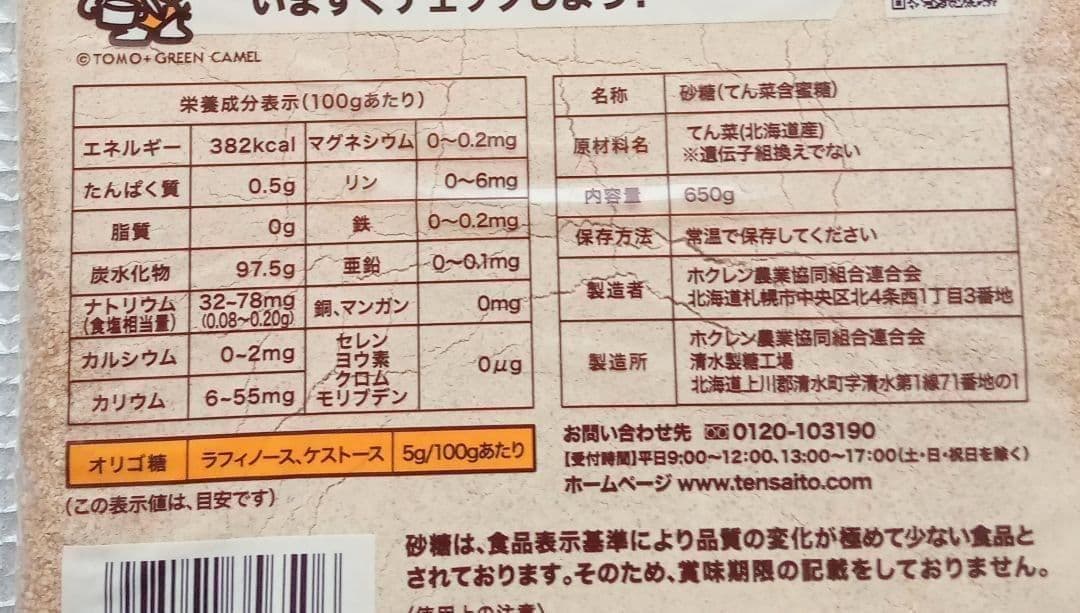 いますぐチェックしよう!
©TOMO+GREEN CAMEL
栄養成分表示(100gあたり)
エネルギー 382kcal マグネシウム 0〜0.2mg
たんぱく質 0.5g リン 0〜6mg
脂質 0g 鉄 0〜0.2mg
炭水化物 97.5g 亜鉛 0〜0.1mg
ナトリウム 32~78mg 銅、マンガン 0mg
(食塩相当量) (0.08~0.20g)
カルシウム 0~2mg セレン
ヨウ素
クロム
モリブデン 0μg
カリウム 6~55mg
オリゴ糖 ラフィノース、ケストース 5g/100gあたり
(この表示値は、目安です)
名称 砂糖(てん菜含蜜糖)
原材料名 てん菜(北海道産)
※遺伝子組換えでない
内容量 650g
保存方法 常温で保存してください
製造者 ホクレン農業協同組合連合会
北海道札幌市中央区北4条西1丁目3番地
製造所 ホクレン農業協同組合連合会
清水製糖工場
北海道上川郡清水町字清水第1線71番地の1
お問い合わせ先 0120-103190
【受付時間】平日9:00〜12:00、13:00〜17:00(土・日・祝日を除く)
ホームページ www.tensaito.com
砂糖は、食品表示基準により品質の変化が極めて少ない食品と
されております。そのため、賞味期限の記載をしておりません。
(使用上の注意)